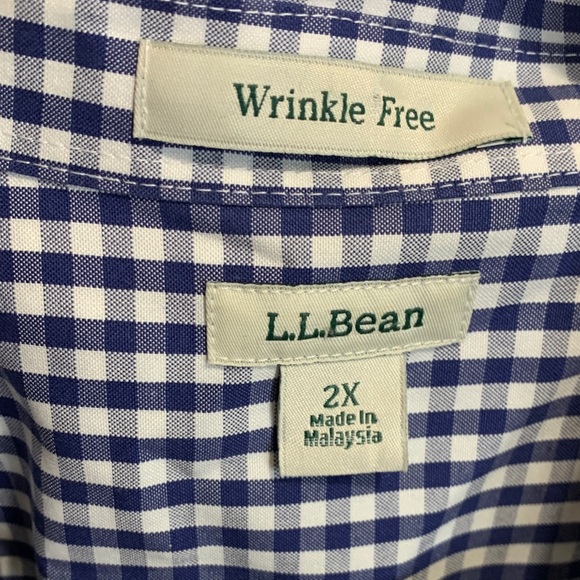 Wrinkle Free
L.L.Bean
2X
Made In
Malaysia